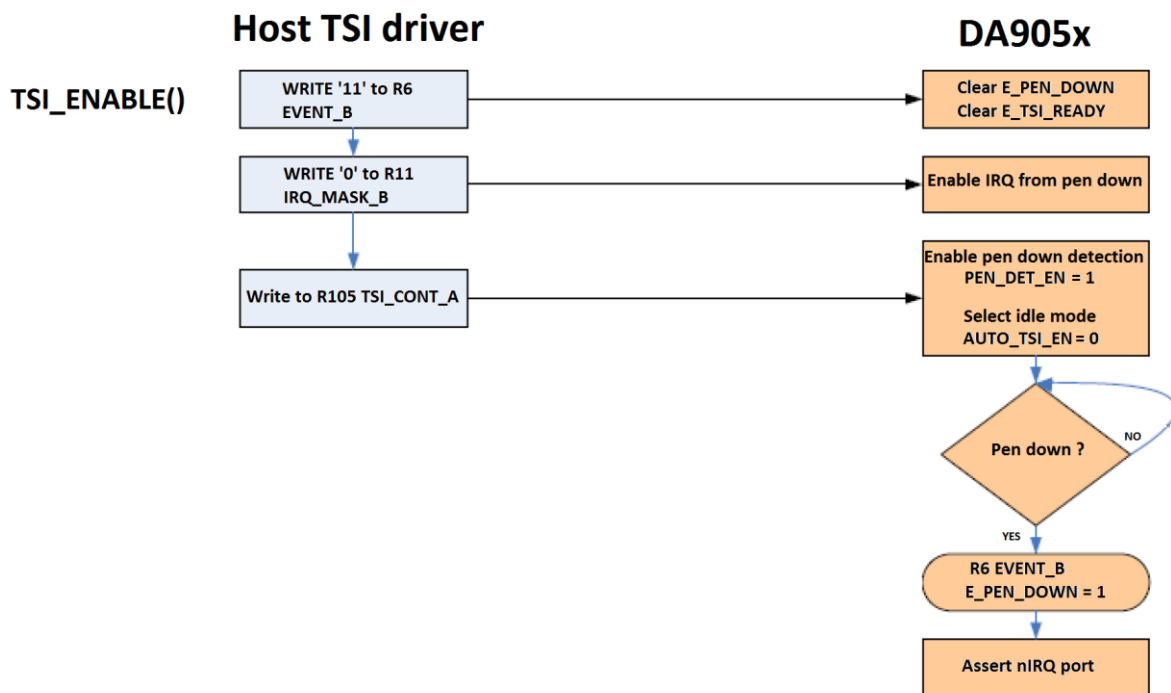 Host TSI driver
DA905x
TSI_ENABLE()
WRITE '11' to R6
EVENT_B
Clear E_PEN_DOWN
Clear E_TSI_READY
WRITE '0' to R11
IRQ_MASK_B
Enable IRQ from pen down
Write to R105 TSI_CONT_A
Enable pen down detection
PEN_DET_EN = 1
Select idle mode
AUTO_TSI_EN = 0
Pen down ?
NO
YES
R6 EVENT_B
E_PEN_DOWN = 1
Assert nIRQ port